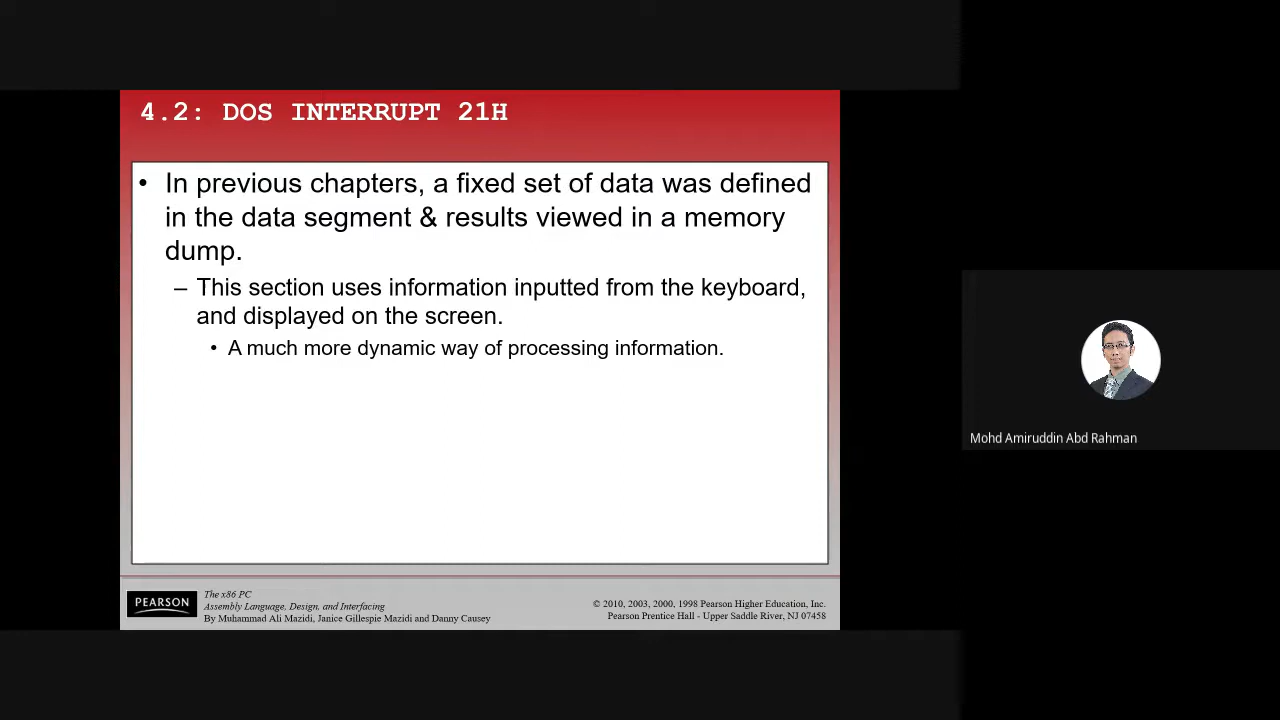 4.2: DOS INTERRUPT 21H
• In previous chapters, a fixed set of data was defined
in the data segment & results viewed in a memory
dump.
– This section uses information inputted from the keyboard,
and displayed on the screen.
• A much more dynamic way of processing information.
Mohd Amiruddin Abd Rahman
PEARSON
The x86 PC
Assembly Language, Design, and Interfacing
By Muhammad Ali Mazidi, Janice Gillespie Mazidi and Danny Causey
© 2010, 2003, 2000, 1998 Pearson Higher Education, Inc.
Pearson Prentice Hall - Upper Saddle River, NJ 07458